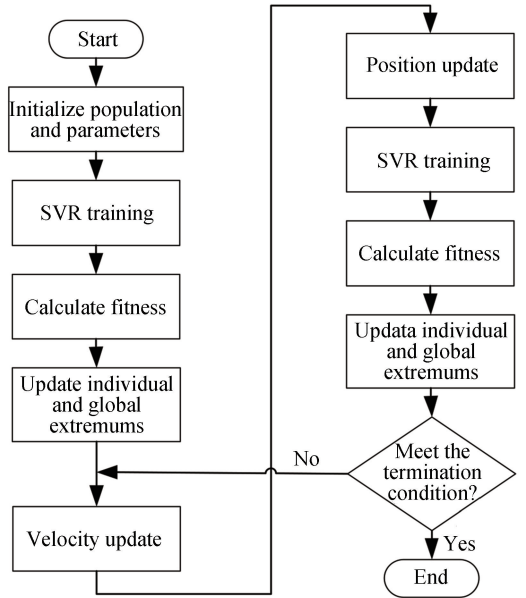 Start
Initialize population
and parameters
SVR training
Calculate fitness
Update individual
and global
extremums
Velocity update
Position update
SVR training
Calculate fitness
Updata individual
and global
extremums
Meet the
termination
condition?
No
Yes
End